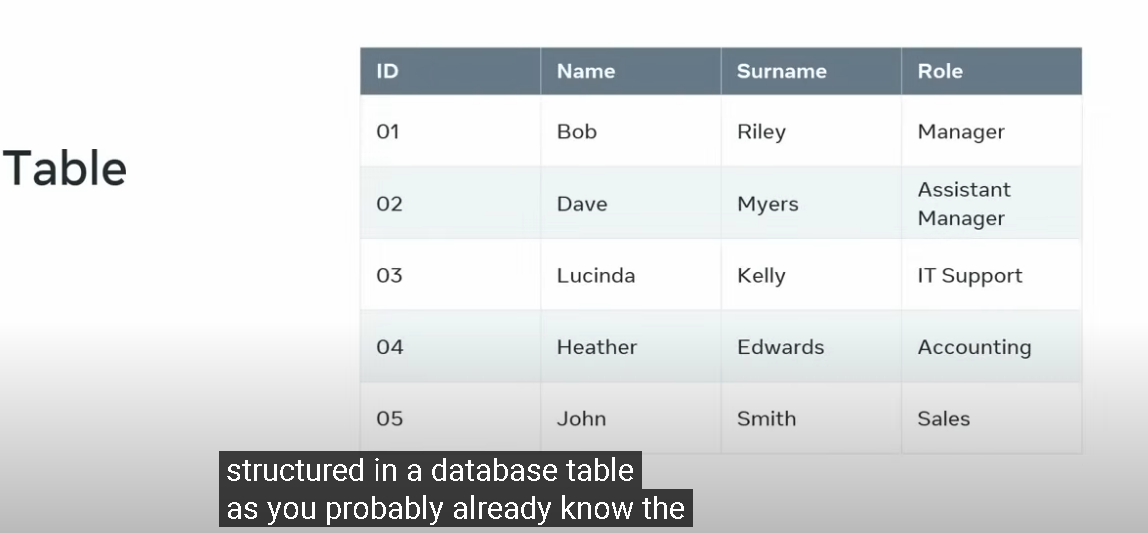 Table
ID Name Surname Role
01 Bob Riley Manager
02 Dave Myers Assistant
Manager
03 Lucinda Kelly IT Support
04 Heather Edwards Accounting
05 John Smith Sales
structured in a database table
as you probably already know the